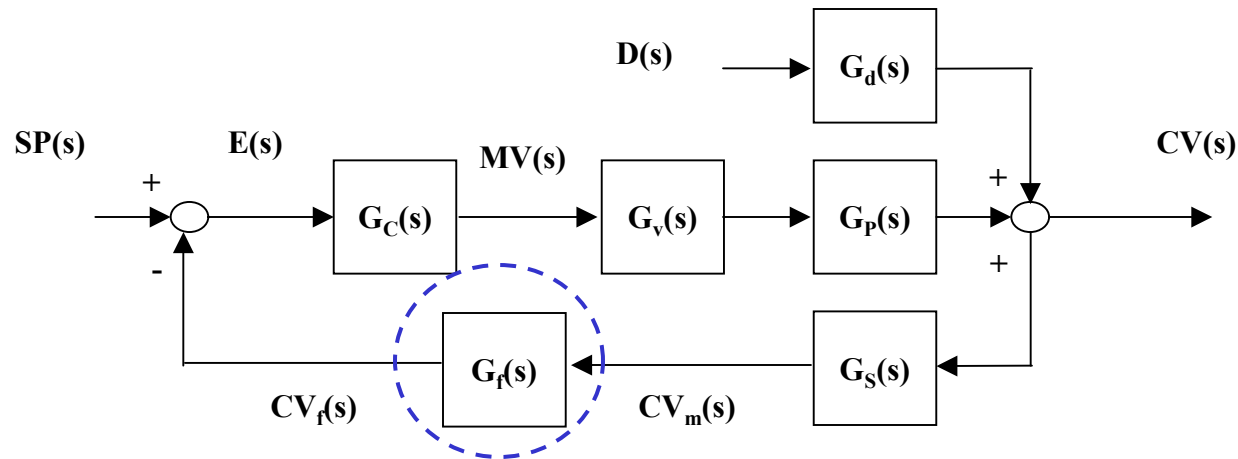 D(s)
G_d(s)
SP(s)
E(s)
MV(s)
CV(s)
+
+
G_C(s)
G_v(s)
G_P(s)
-
+
G_f(s)
G_S(s)
CV_f(s)
CV_m(s)